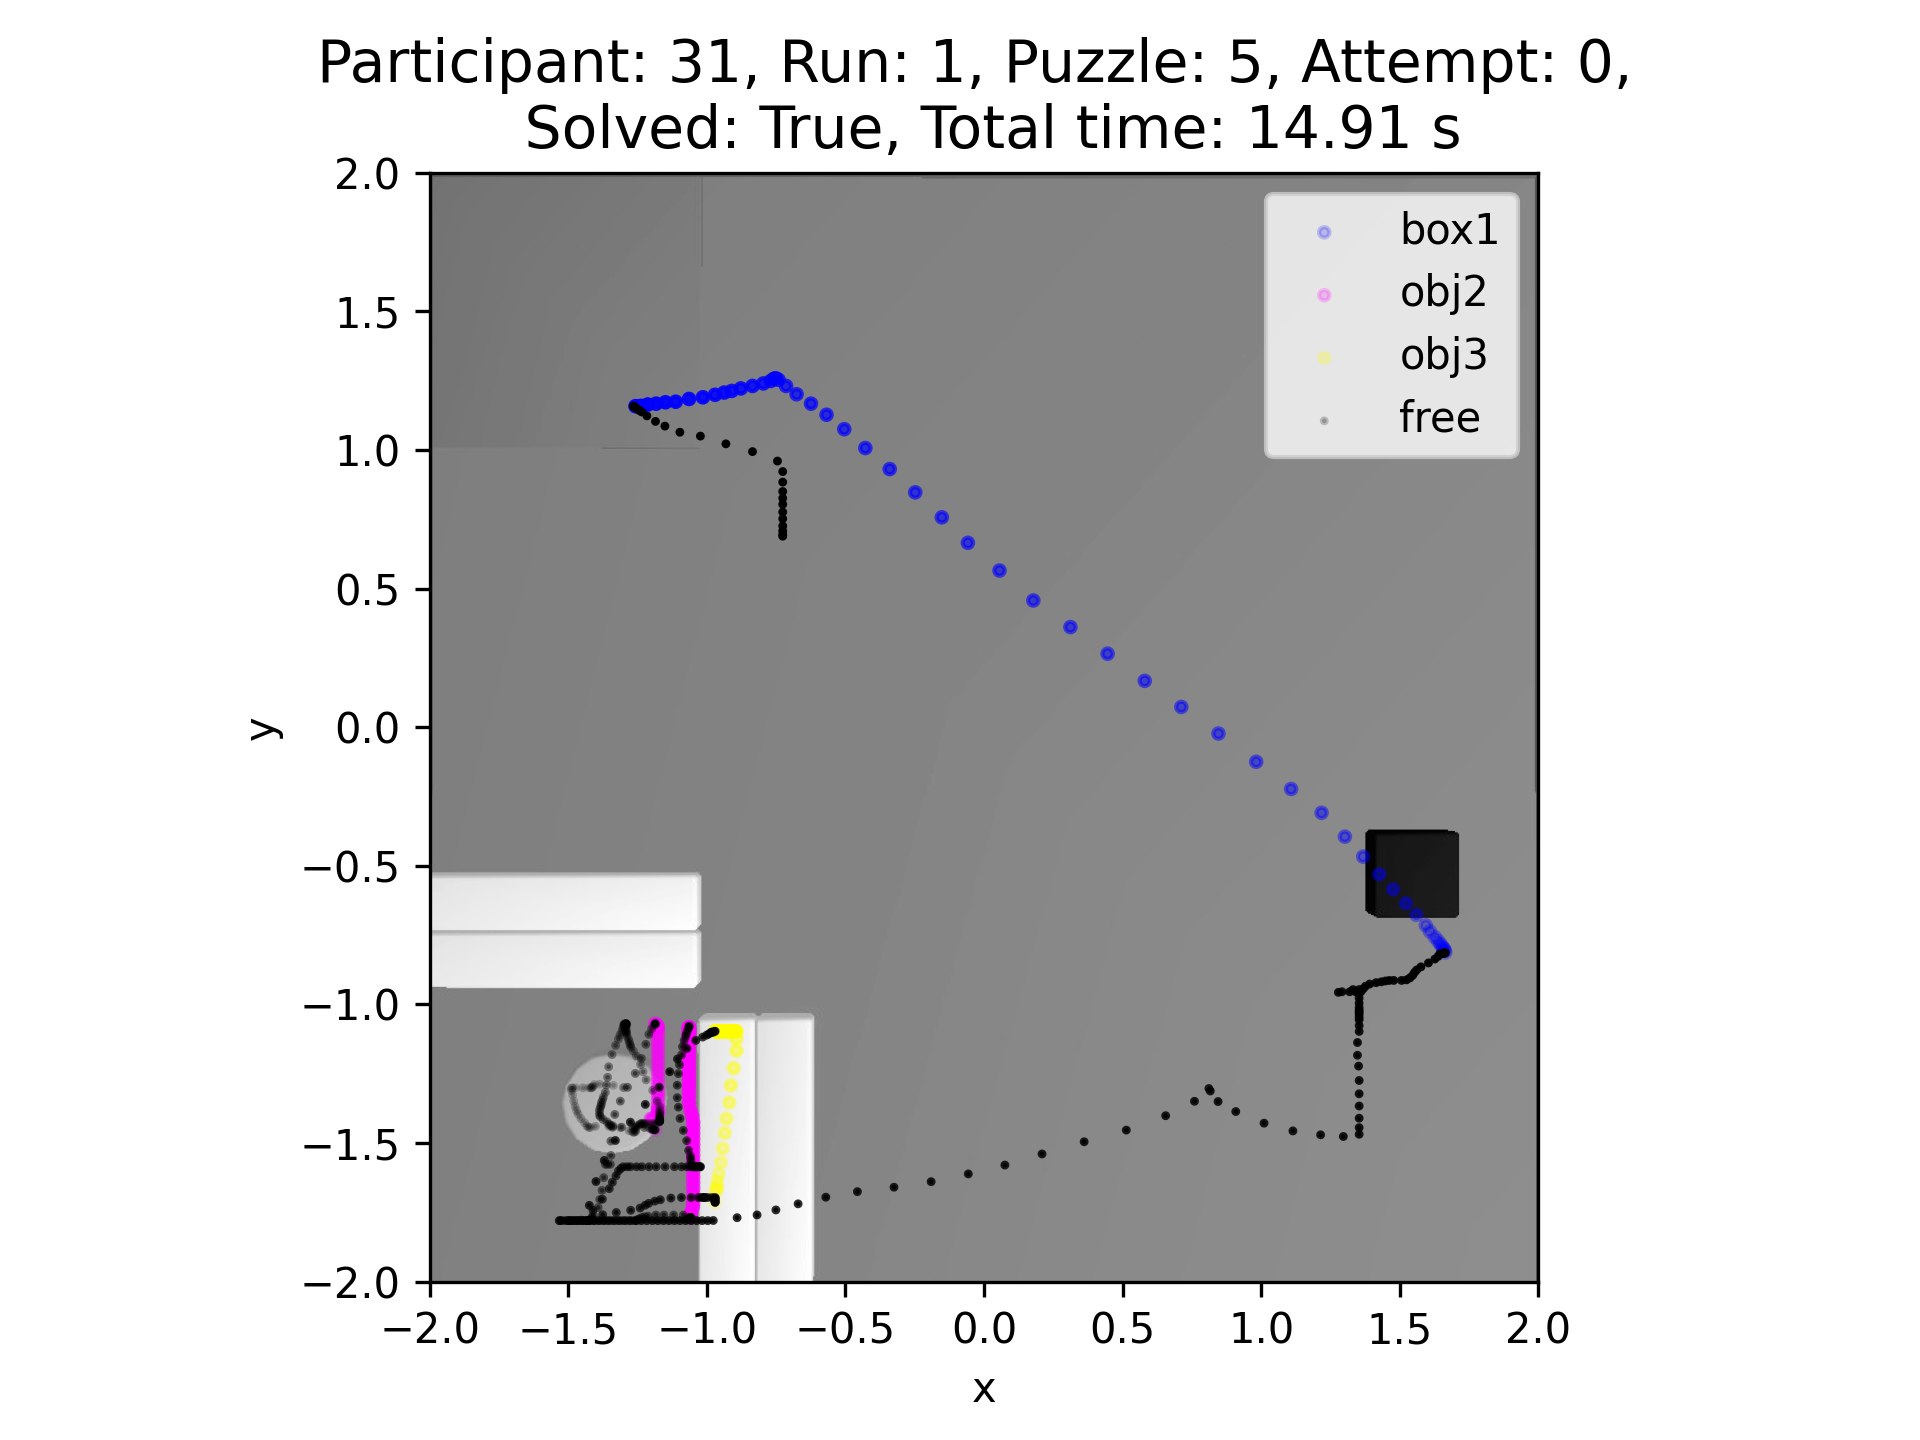 Participant: 31, Run: 1, Puzzle: 5, Attempt: 0,
Solved: True, Total time: 14.91 s
2.0
1.5
1.0
0.5
0.0
−0.5
−1.0
−1.5
−2.0
y
box1
obj2
obj3
free
−2.0 −1.5 −1.0 −0.5 0.0 0.5 1.0 1.5 2.0
x